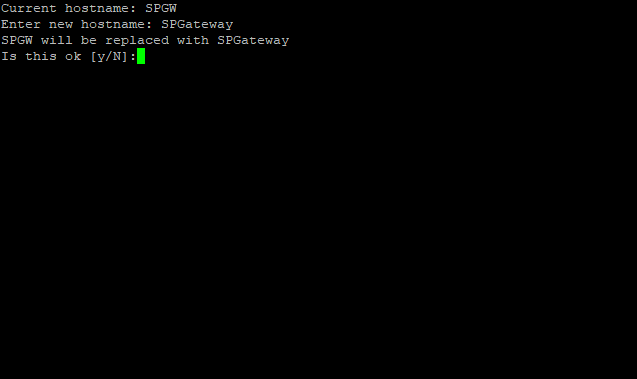 Current hostname: SPGW
Enter new hostname: SPGateway
SPGW will be replaced with SPGateway
Is this ok [y/N]: